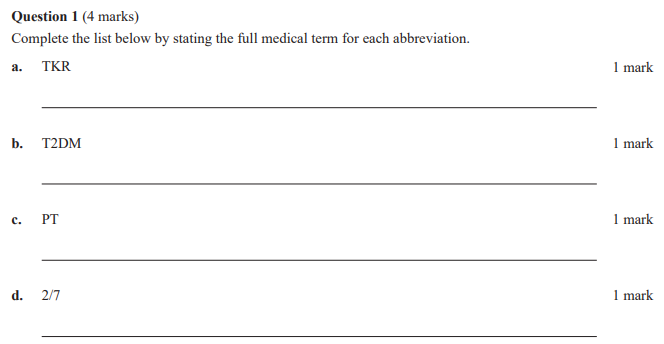 Question 1 (4 marks)
Complete the list below by stating the full medical term for each abbreviation.
a. TKR 1 mark
b. T2DM 1 mark
c. PT 1 mark
d. 2/7 1 mark